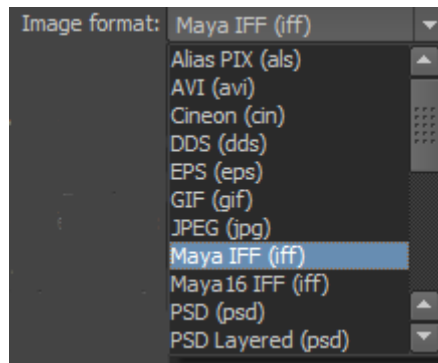 Image format: Maya IFF (iff)
Alias PIX (als)
AVI (avi)
Cineon (cin)
DDS (dds)
EPS (eps)
GIF (gif)
JPEG (jpg)
Maya IFF (iff)
Maya16 IFF (iff)
PSD (psd)
PSD Layered (psd)